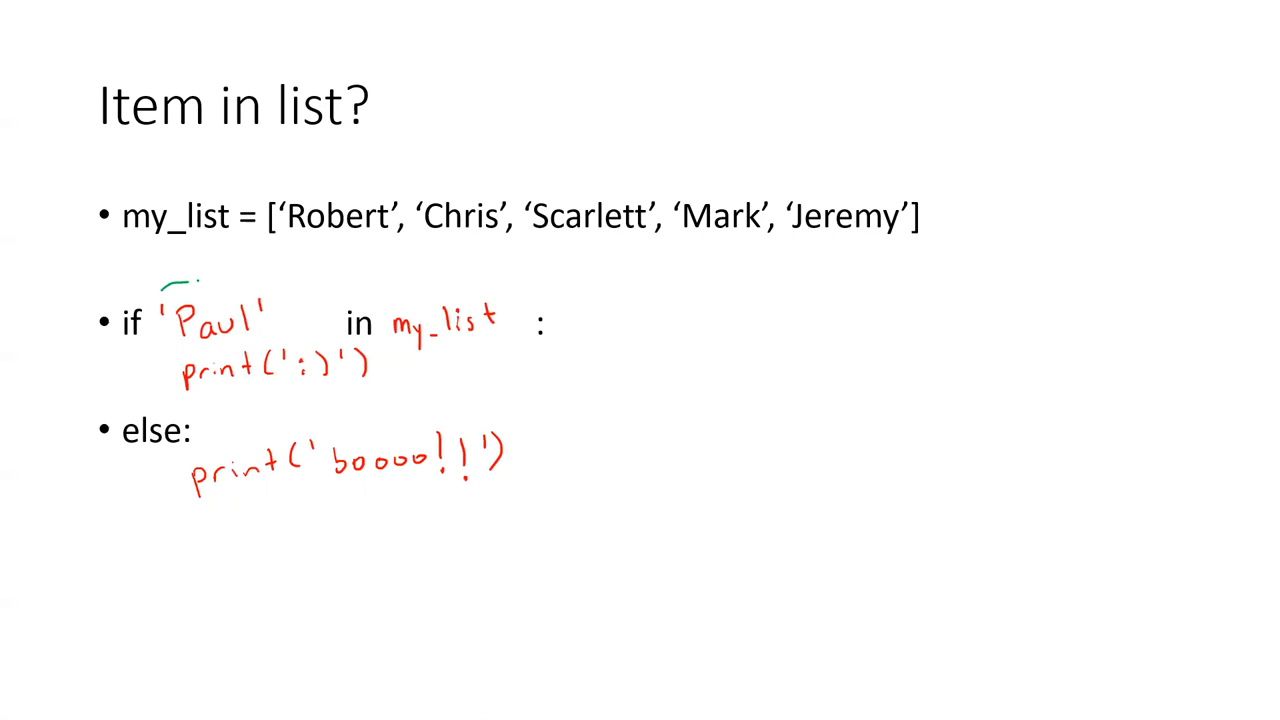 Item in list?
• my_list = [‘Robert’, ‘Chris’, ‘Scarlett’, ‘Mark’, ‘Jeremy’]
• if 'Paul' in my_list :
print(':)')
• else:
print('boooo!!')